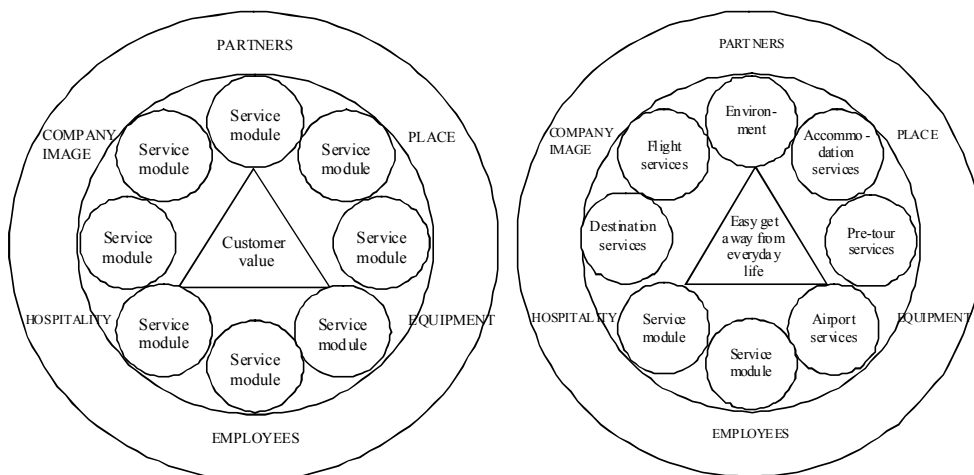 PARTNERS
COMPANY
IMAGE
PLACE
Service
module
Service
module
Service
module
Service
module
Customer
value
Service
module
HOSPITALITY
EQUIPMENT
Service
module
Service
module
Service
module
EMPLOYEES
PARTNERS
COMPANY
IMAGE
PLACE
Environ-
ment
Flight
services
Accommo-
dation
services
Destination
services
Easy get
away from
everyday
life
Pre-tour
services
HOSPITALITY
EQUIPMENT
Service
module
Airport
services
Service
module
EMPLOYEES